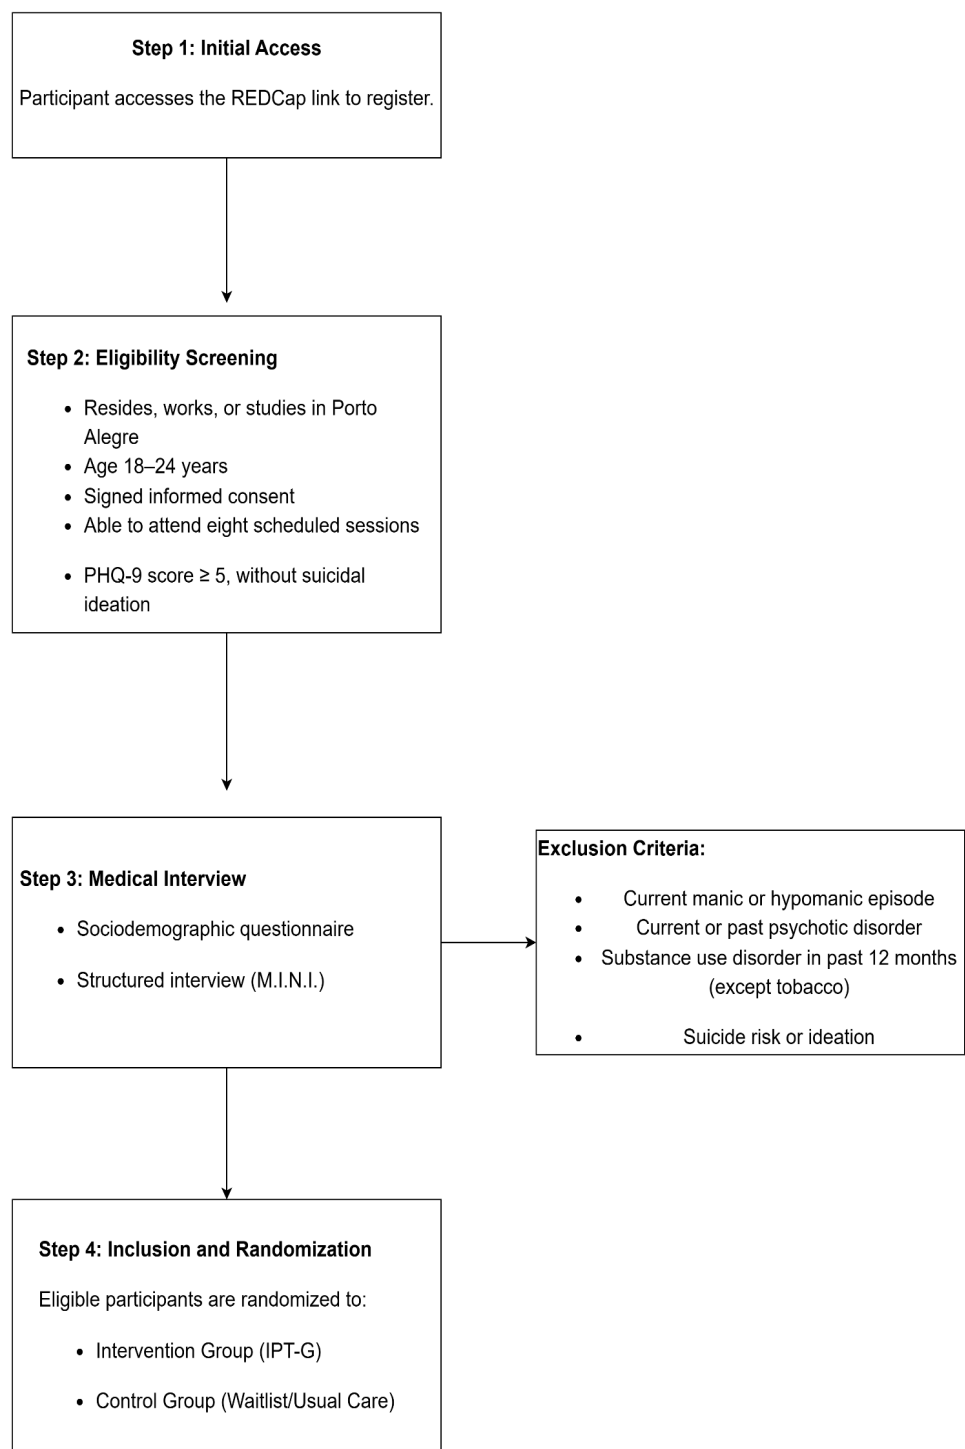 Step 1: Initial Access
Participant accesses the REDCap link to register.
Step 2: Eligibility Screening
• Resides, works, or studies in Porto
Alegre
• Age 18–24 years
• Signed informed consent
• Able to attend eight scheduled sessions
• PHQ-9 score ≥ 5, without suicidal
ideation
Step 3: Medical Interview
• Sociodemographic questionnaire
• Structured interview (M.I.N.I.)
Exclusion Criteria:
• Current manic or hypomanic episode
• Current or past psychotic disorder
• Substance use disorder in past 12 months
(except tobacco)
• Suicide risk or ideation
Step 4: Inclusion and Randomization
Eligible participants are randomized to:
• Intervention Group (IPT-G)
• Control Group (Waitlist/Usual Care)